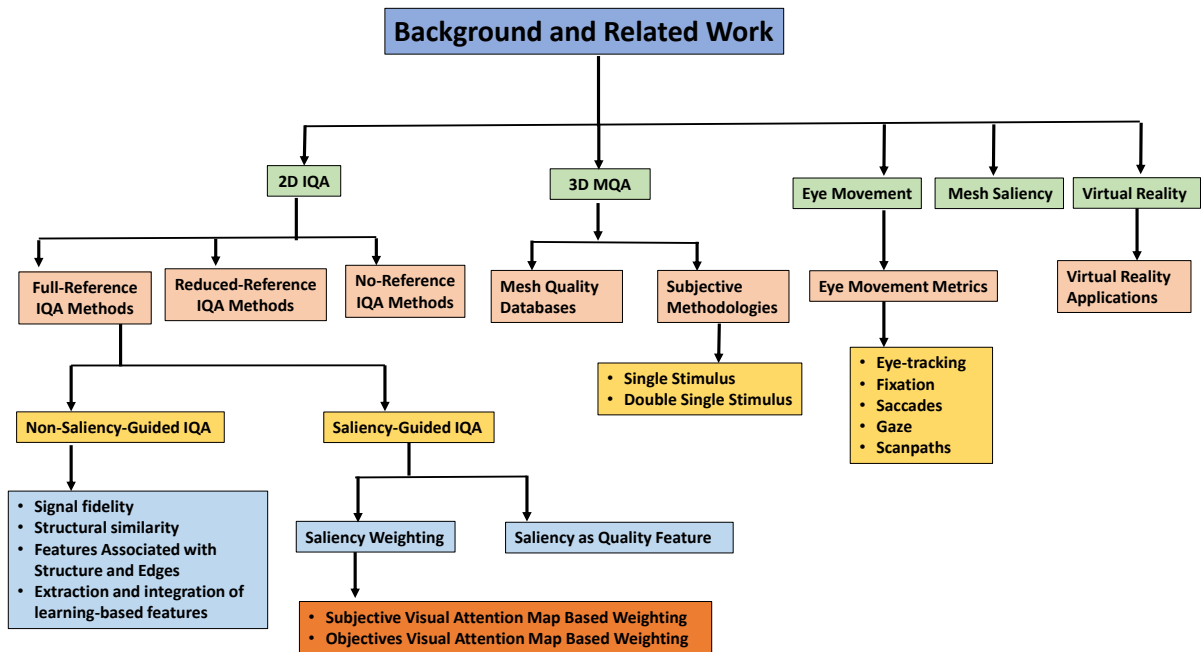 Background and Related Work
2D IQA
3D MQA
Eye Movement
Mesh Saliency
Virtual Reality
Full-Reference
IQA Methods
Reduced-Reference
IQA Methods
No-Reference
IQA Methods
Mesh Quality
Databases
Subjective
Methodologies
Eye Movement Metrics
Virtual Reality
Applications
• Single Stimulus
• Double Single Stimulus
• Eye-tracking
• Fixation
• Saccades
• Gaze
• Scanpaths
Non-Saliency-Guided IQA
Saliency-Guided IQA
• Signal fidelity
• Structural similarity
• Features Associated with
Structure and Edges
• Extraction and integration of
learning-based features
Saliency Weighting
Saliency as Quality Feature
• Subjective Visual Attention Map Based Weighting
• Objectives Visual Attention Map Based Weighting